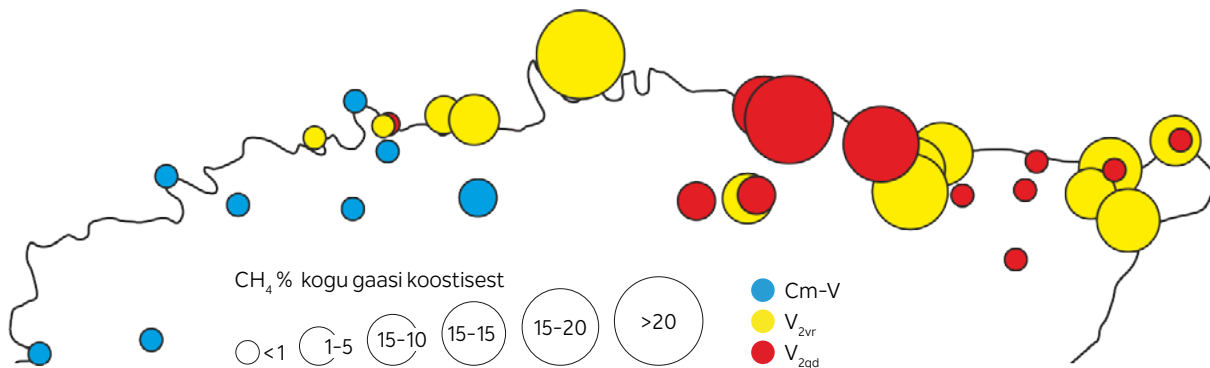 CH₄ % kogu gaasi koostisest
<1
1-5
15-10
15-15
15-20
>20
Cm-V
V₂vr
V₂gd